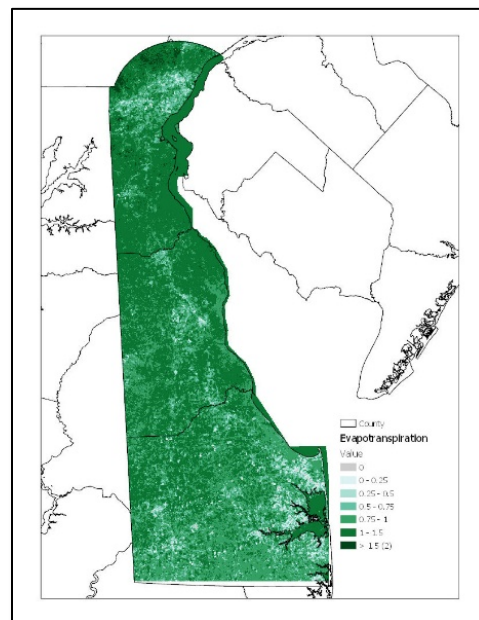 County
Evapotranspiration
Value
0
0 - 0.25
0.25 - 0.5
0.5 - 0.75
0.75 - 1
1 - 1.5
> 1.5 (2)